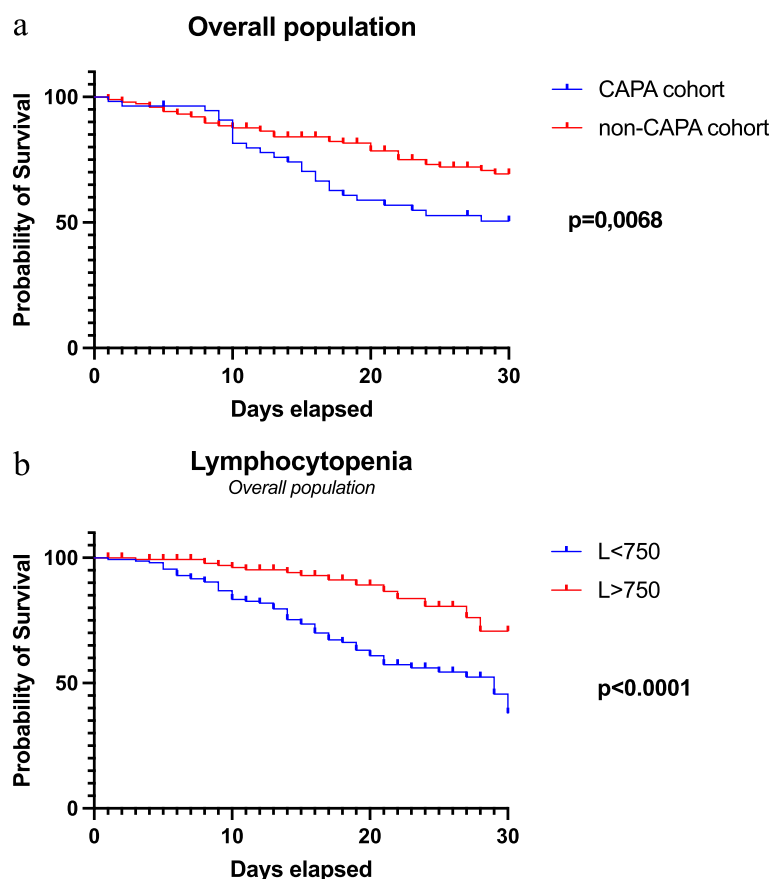 a
Overall population
Probability of Survival
100
50
0
0 10 20 30
Days elapsed
CAPA cohort
non-CAPA cohort
p=0,0068
b
Lymphocytopenia
Overall population
Probability of Survival
100
50
0
0 10 20 30
Days elapsed
L<750
L>750
p<0.0001